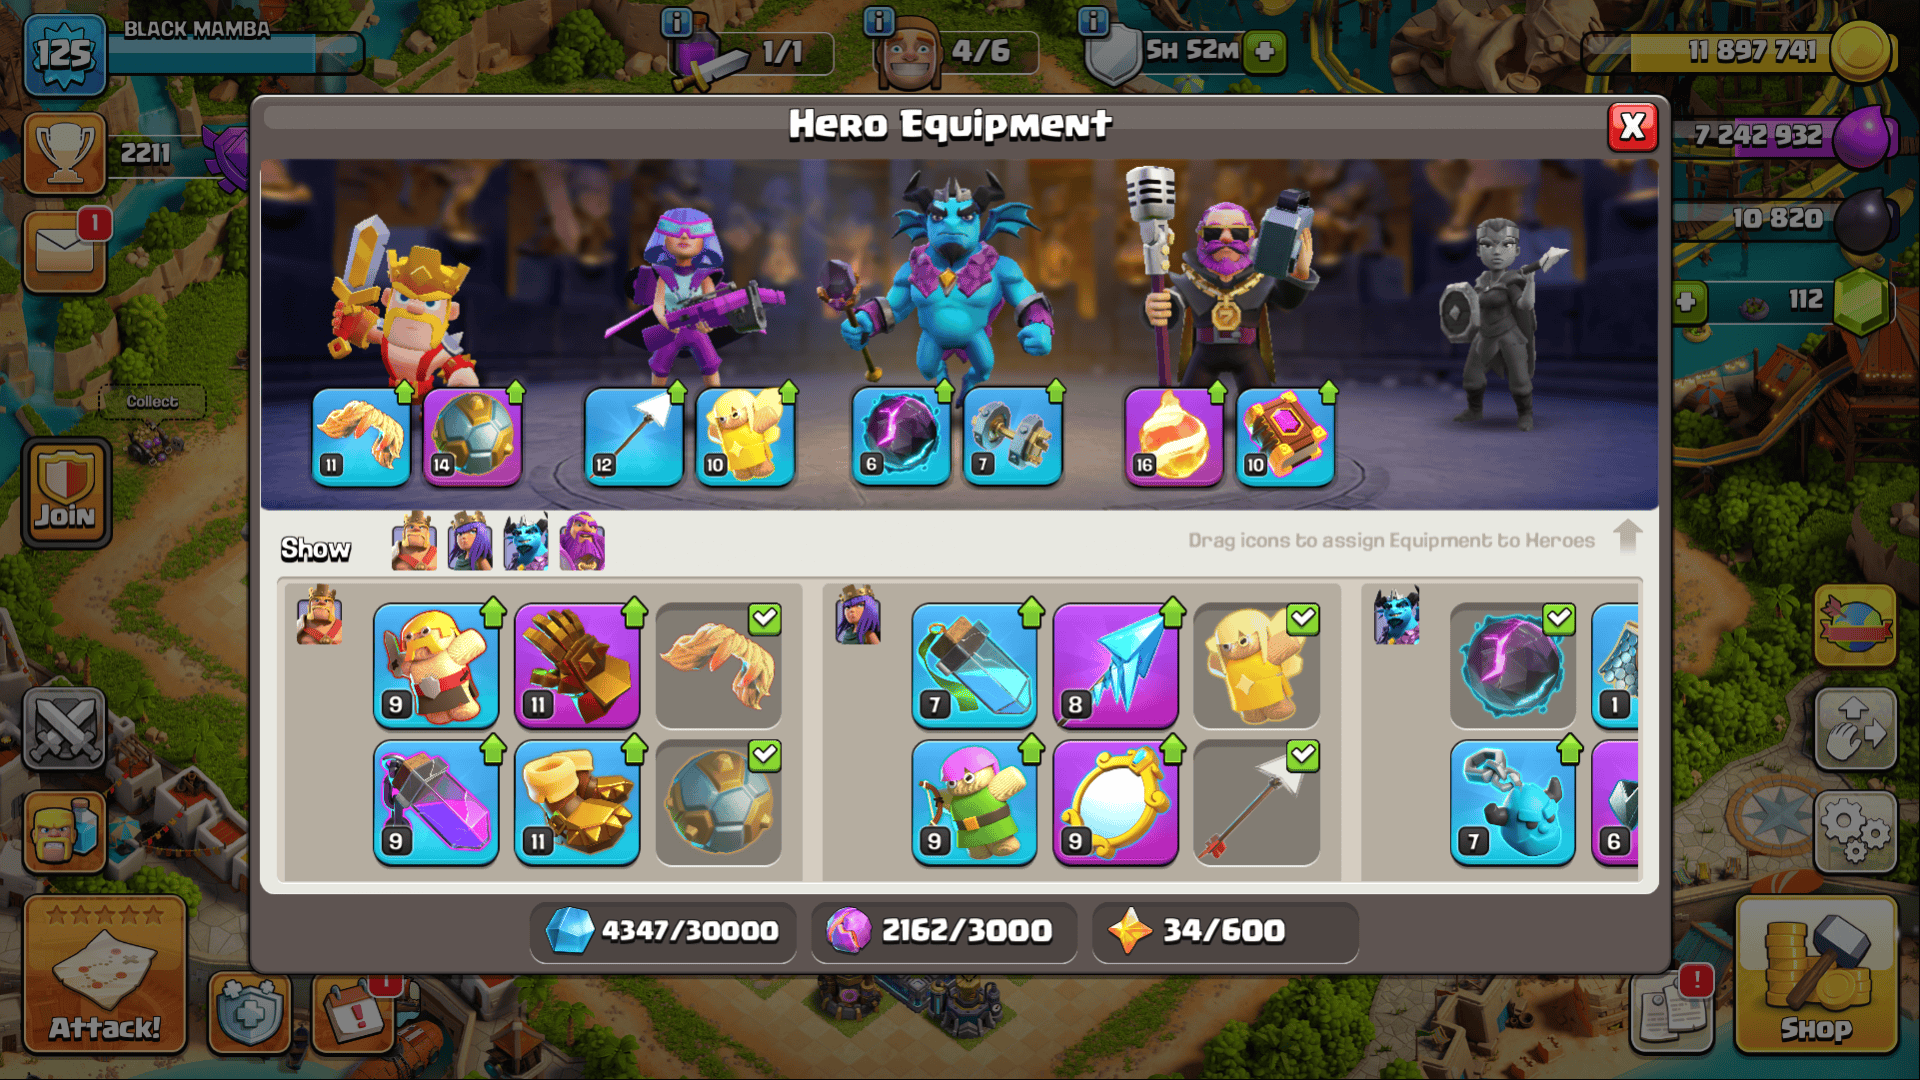 125
BLACK MAMBA
1/1
4/6
5H 52M
11 897 741
Hero Equipment
X
2211
7 242 932
1
10 820
112
Collect
11
14
12
10
6
7
16
10
Join
Show
Drag icons to assign Equipment to Heroes
9
11
7
8
1
9
11
9
9
7
6
4347/30000
2162/3000
34/600
Attack!
!
!
Shop